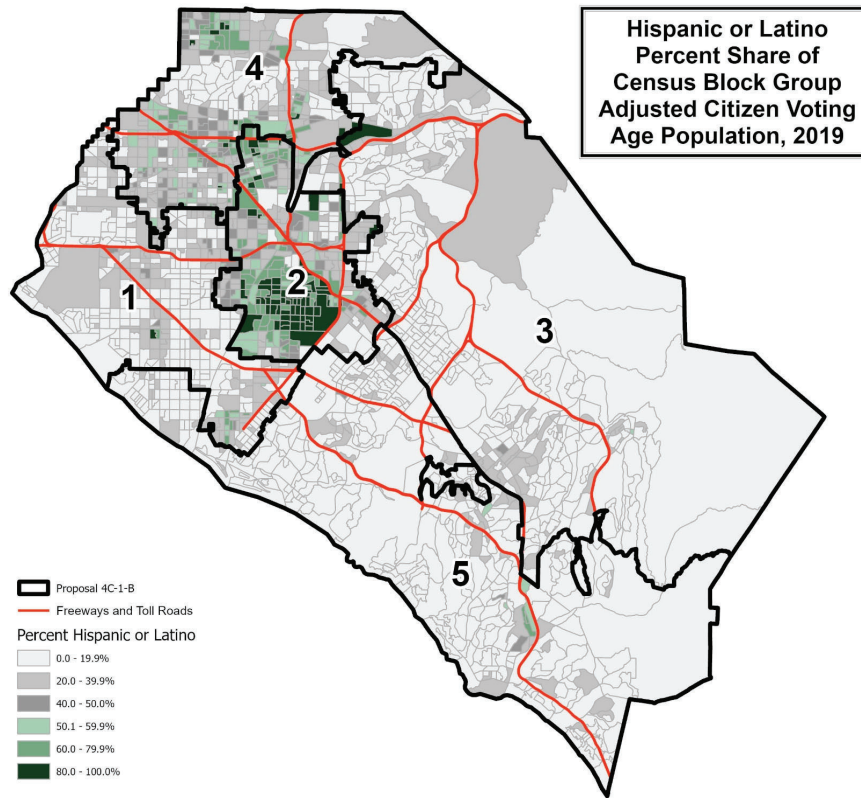 Hispanic or Latino
Percent Share of
Census Block Group
Adjusted Citizen Voting
Age Population, 2019
4
2
1
3
5
Proposal 4C-1-B
Freeways and Toll Roads
Percent Hispanic or Latino
0.0 - 19.9%
20.0 - 39.9%
40.0 - 50.0%
50.1 - 59.9%
60.0 - 79.9%
80.0 - 100.0%